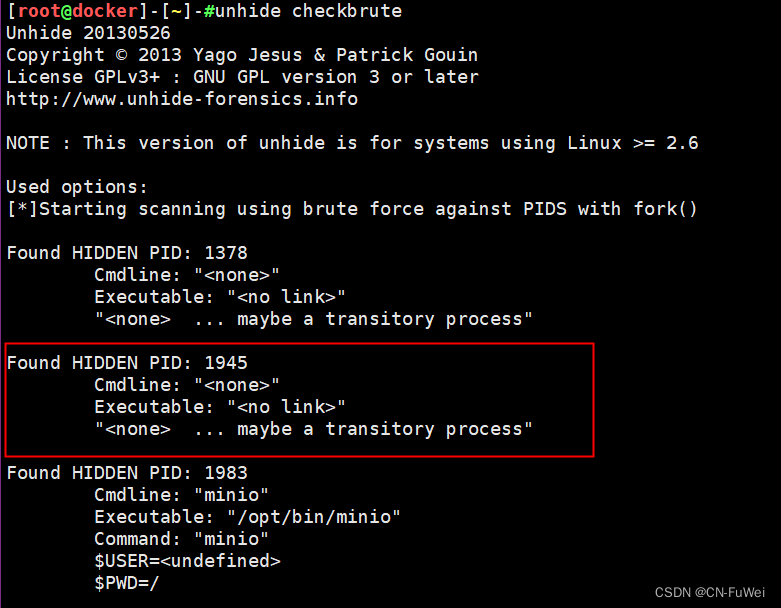 [root@docker]-[~]-#unhide checkbrute
Unhide 20130526
Copyright © 2013 Yago Jesus & Patrick Gouin
License GPLv3+ : GNU GPL version 3 or later
http://www.unhide-forensics.info
NOTE : This version of unhide is for systems using Linux >= 2.6
Used options:
[*]Starting scanning using brute force against PIDS with fork()
Found HIDDEN PID: 1378
Cmdline: "<none>"
Executable: "<no link>"
"<none>  ... maybe a transitory process"
Found HIDDEN PID: 1945
Cmdline: "<none>"
Executable: "<no link>"
"<none>  ... maybe a transitory process"
Found HIDDEN PID: 1983
Cmdline: "minio"
Executable: "/opt/bin/minio"
Command: "minio"
$USER=<undefined>
$PWD=/
CSDN @CN-FuWei